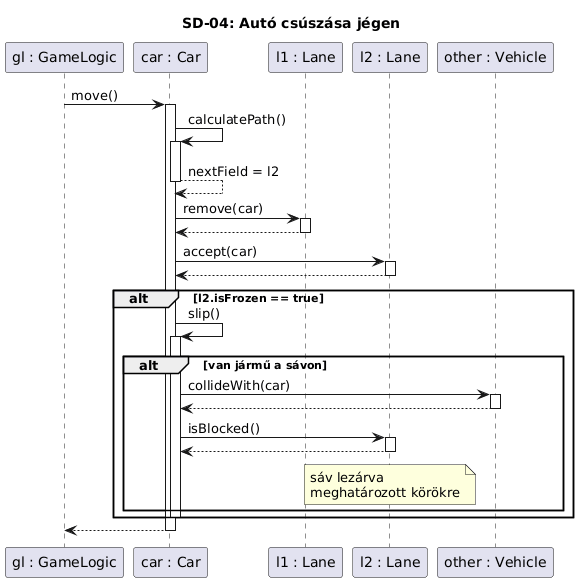 SD-04: Autó csúszása jégen
gl : GameLogic
car : Car
l1 : Lane
l2 : Lane
other : Vehicle
move()
calculatePath()
nextField = l2
remove(car)
accept(car)
alt
[l2.isFrozen == true]
slip()
alt
[van jármű a sávon]
collideWith(car)
isBlocked()
sáv lezárva
meghatározott körökre
gl : GameLogic
car : Car
l1 : Lane
l2 : Lane
other : Vehicle